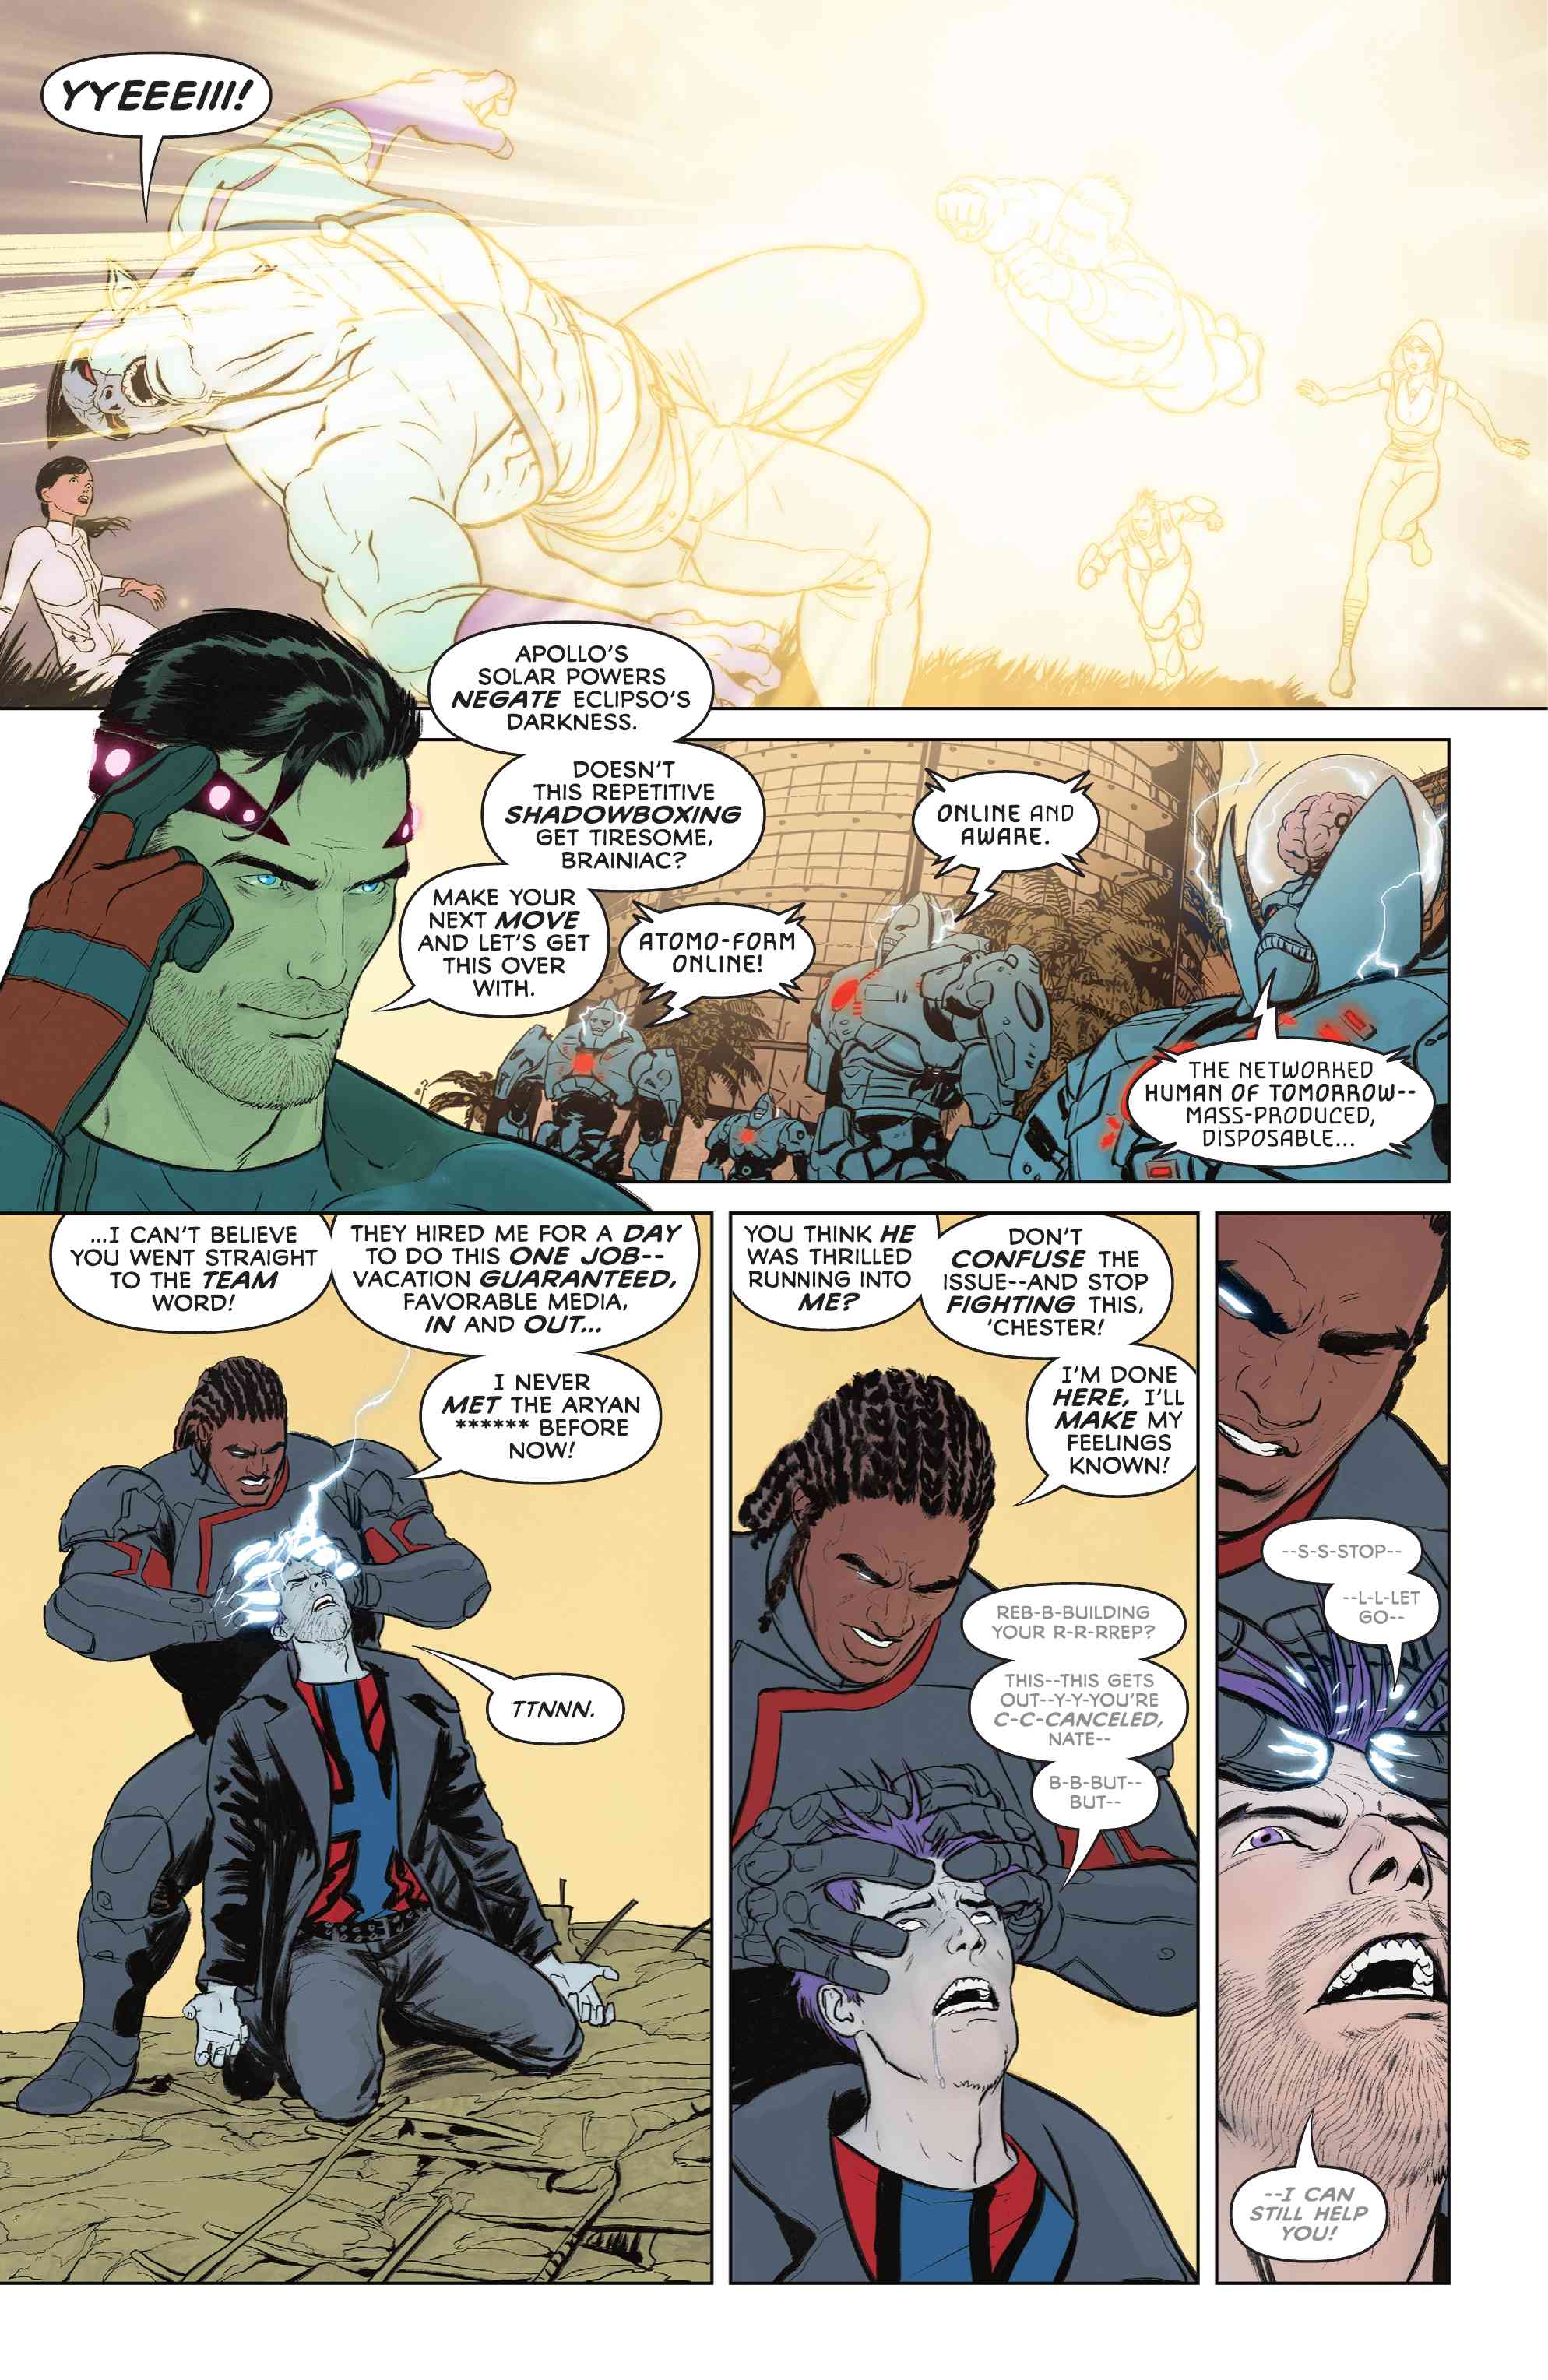 YYEEEIII!
APOLLO'S
SOLAR POWERS
NEGATE ECLIPSO'S
DARKNESS.
DOESN'T
THIS REPETITIVE
SHADOWBOXING
GET TIRESOME,
BRAINIAC?
MAKE YOUR
NEXT MOVE
AND LET'S GET
THIS OVER
WITH.
ATOMO-FORM
ONLINE!
ONLINE AND
AWARE.
THE NETWORKED
HUMAN OF TOMORROW--
MASS-PRODUCED,
DISPOSABLE...
...I CAN'T BELIEVE
YOU WENT STRAIGHT
TO THE TEAM
WORD!
THEY HIRED ME FOR A DAY
TO DO THIS ONE JOB--
VACATION GUARANTEED,
FAVORABLE MEDIA,
IN AND OUT...
I NEVER
MET THE ARYAN
****** BEFORE
NOW!
TTNNN.
YOU THINK HE
WAS THRILLED
RUNNING INTO
ME?
DON'T
CONFUSE THE
ISSUE--AND STOP
FIGHTING THIS,
'CHESTER!
I'M DONE
HERE, I'LL
MAKE MY
FEELINGS
KNOWN!
REB-B-BUILDING
YOUR R-R-RREP?
THIS--THIS GETS
OUT--Y-Y-YOU'RE
C-C-CANCELED,
NATE--
B-B-BUT--
BUT--
--S-S-STOP--
--L-L-LET
GO--
--I CAN
STILL HELP
YOU!